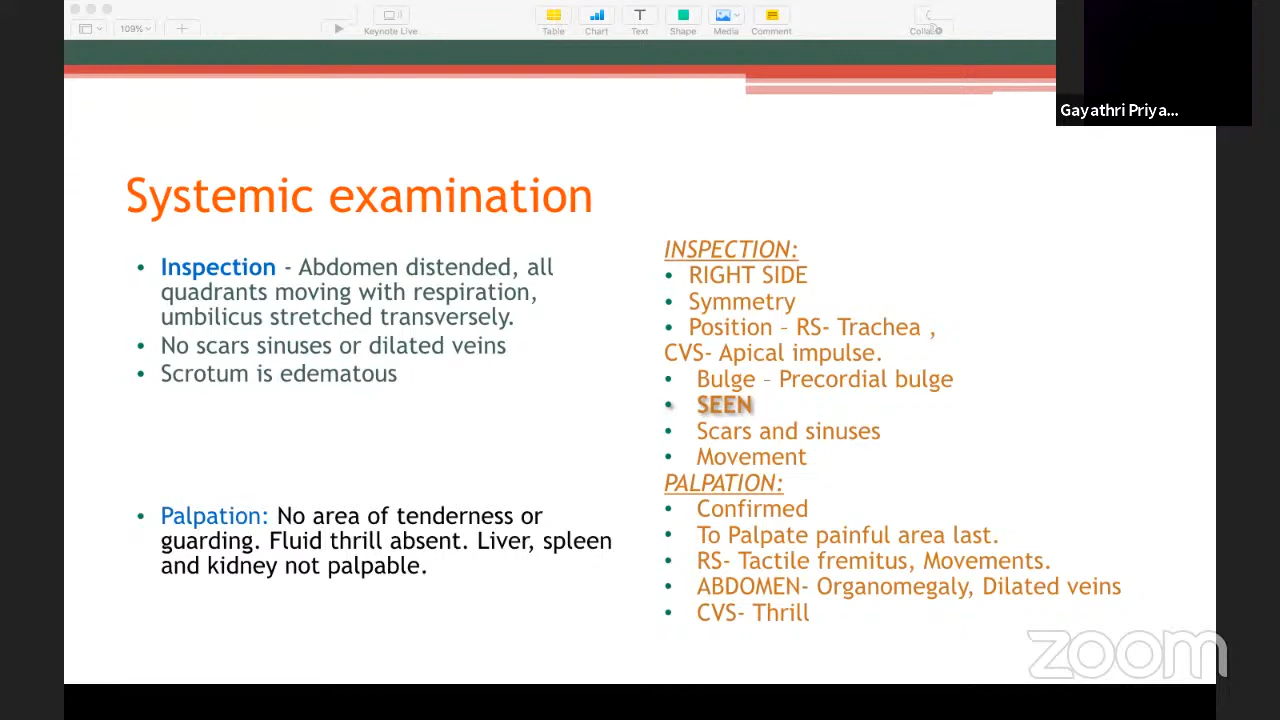 109%
Keynote Live
Table
Chart
Text
Shape
Media
Comment
Gayathri Priya...
Systemic examination
• Inspection - Abdomen distended, all
quadrants moving with respiration,
umbilicus stretched transversely.
• No scars sinuses or dilated veins
• Scrotum is edematous
• Palpation: No area of tenderness or
guarding. Fluid thrill absent. Liver, spleen
and kidney not palpable.
INSPECTION:
• RIGHT SIDE
• Symmetry
• Position – RS- Trachea ,
CVS- Apical impulse.
• Bulge – Precordial bulge
• SEEN
• Scars and sinuses
• Movement
PALPATION:
• Confirmed
• To Palpate painful area last.
• RS- Tactile fremitus, Movements.
• ABDOMEN- Organomegaly, Dilated veins
• CVS- Thrill
zoom